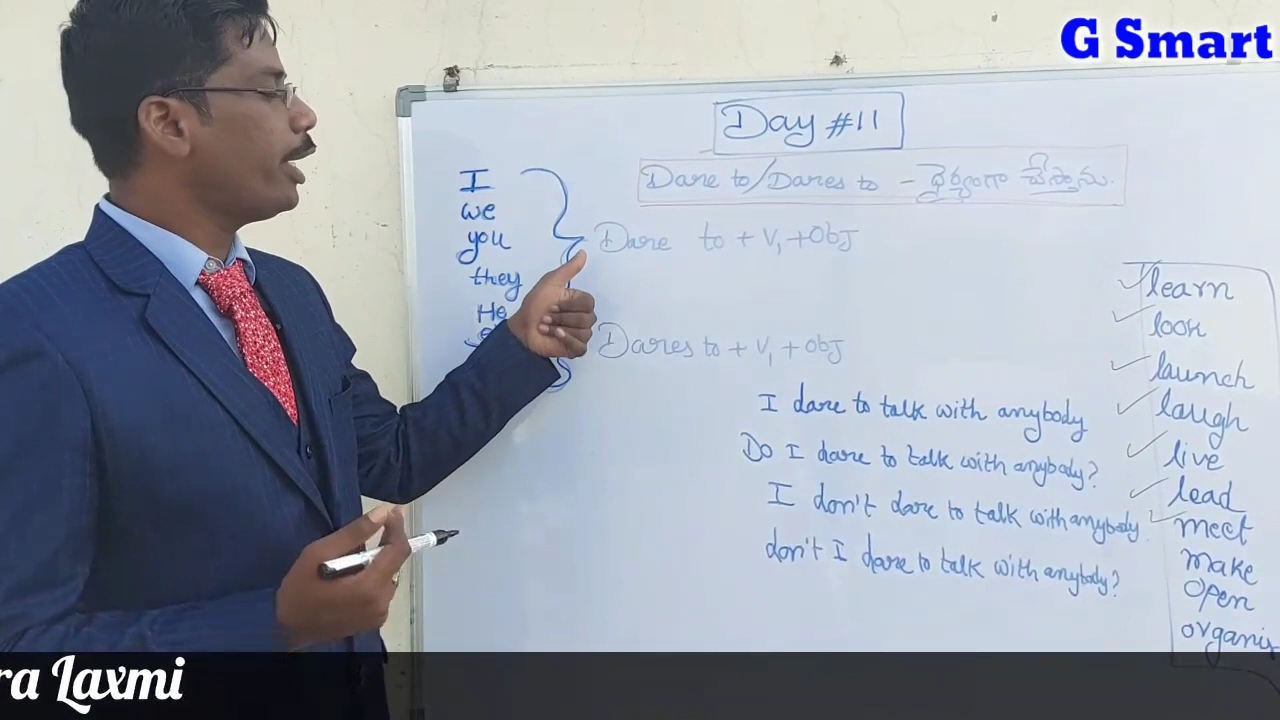 G Smart
Day #11
Dare to/Dares to - ధైర్యంగా చేస్తాను.
I
we
you
they
He
Dare to + V1 + Obj
Dares to + V1 + Obj
I dare to talk with anybody
Do I dare to talk with anybody?
I don't dare to talk with anybody.
don't I dare to talk with anybody?
learn
look
launch
laugh
live
lead
meet
make
open
ra Laxmi